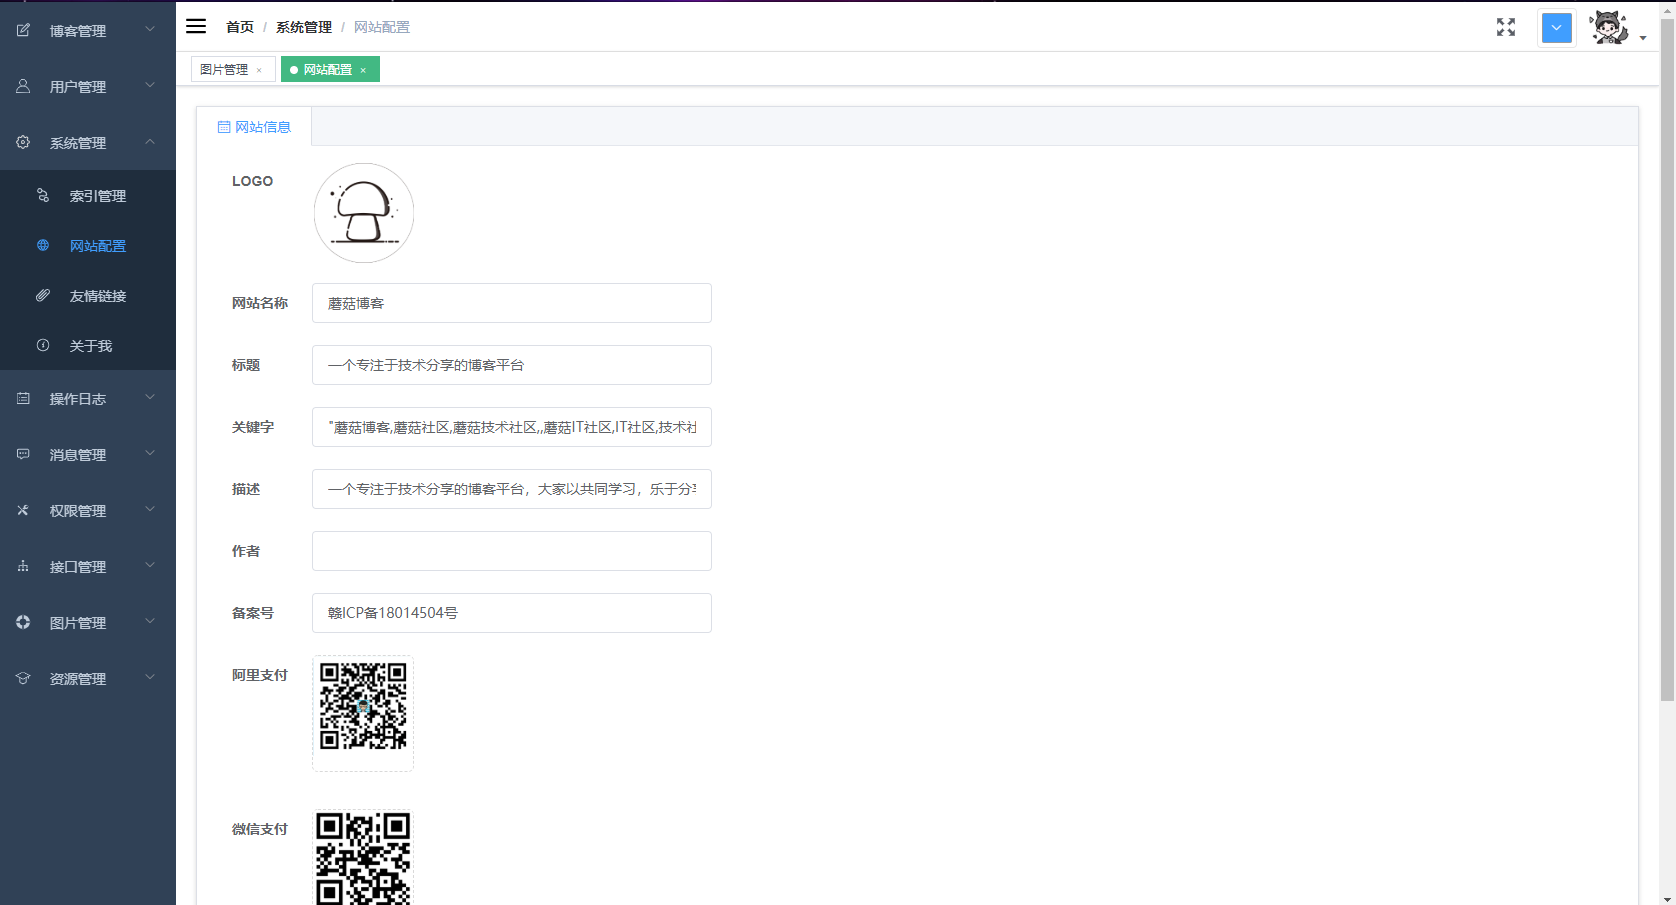 博客管理
用户管理
系统管理
索引管理
网站配置
友情链接
关于我
操作日志
消息管理
权限管理
接口管理
图片管理
资源管理
首页 / 系统管理 / 网站配置
图片管理 × 网站配置 ×
网站信息
LOGO
网站名称 蘑菇博客
标题 一个专注于技术分享的博客平台
关键字 "蘑菇博客,蘑菇社区,蘑菇技术社区,,蘑菇IT社区,IT社区,技术社
描述 一个专注于技术分享的博客平台，大家以共同学习，乐于分
作者
备案号 赣ICP备18014504号
阿里支付
微信支付